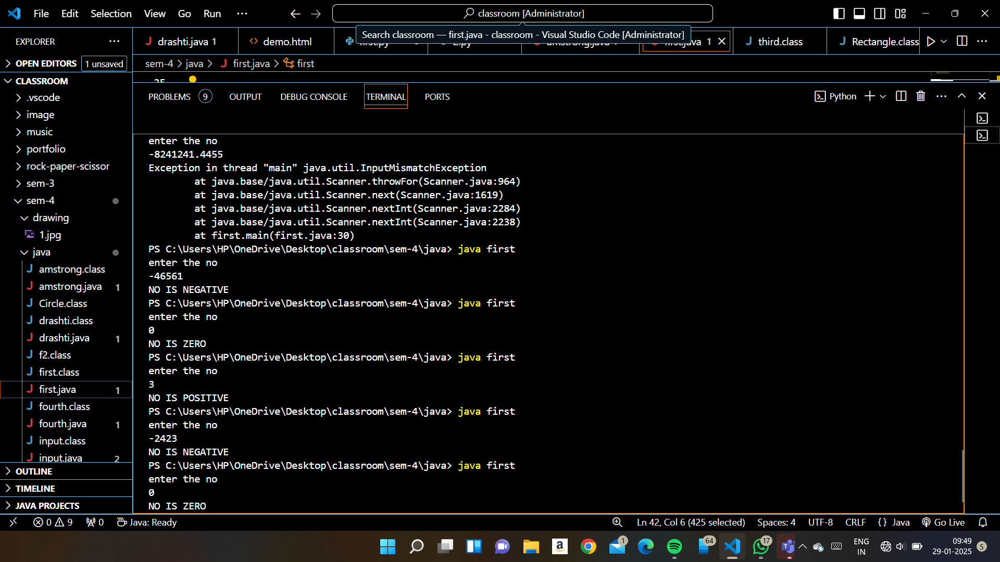 File Edit Selection View Go Run ··· classroom [Administrator]
Search classroom — first.java - classroom - Visual Studio Code [Administrator]
EXPLORER ··· drashti.java 1 demo.html first.py 2.py amstrong.java first.java 1 third.class Rectangle.class ···
OPEN EDITORS 1 unsaved
sem-4 > java > first.java > first
CLASSROOM
.vscode
image
music
portfolio
rock-paper-scissor
sem-3
sem-4
drawing
1.jpg
java
amstrong.class
amstrong.java 1
Circle.class
drashti.class
drashti.java 1
f2.class
first.class
first.java 1
fourth.class
fourth.java 1
input.class
input.java 2
OUTLINE
TIMELINE
JAVA PROJECTS
PROBLEMS 9 OUTPUT DEBUG CONSOLE TERMINAL PORTS Python ···
enter the no
-8241241.4455
Exception in thread "main" java.util.InputMismatchException
at java.base/java.util.Scanner.throwFor(Scanner.java:964)
at java.base/java.util.Scanner.next(Scanner.java:1619)
at java.base/java.util.Scanner.nextInt(Scanner.java:2284)
at java.base/java.util.Scanner.nextInt(Scanner.java:2238)
at first.main(first.java:30)
PS C:\Users\HP\OneDrive\Desktop\classroom\sem-4\java> java first
enter the no
-46561
NO IS NEGATIVE
PS C:\Users\HP\OneDrive\Desktop\classroom\sem-4\java> java first
enter the no
0
NO IS ZERO
PS C:\Users\HP\OneDrive\Desktop\classroom\sem-4\java> java first
enter the no
3
NO IS POSITIVE
PS C:\Users\HP\OneDrive\Desktop\classroom\sem-4\java> java first
enter the no
-2423
NO IS NEGATIVE
PS C:\Users\HP\OneDrive\Desktop\classroom\sem-4\java> java first
enter the no
0
NO IS ZERO
0 9 0 Java: Ready Ln 42, Col 6 (425 selected) Spaces: 4 UTF-8 CRLF {} Java Go Live
1 64 17 ENG 09:49
IN 29-01-2025 5